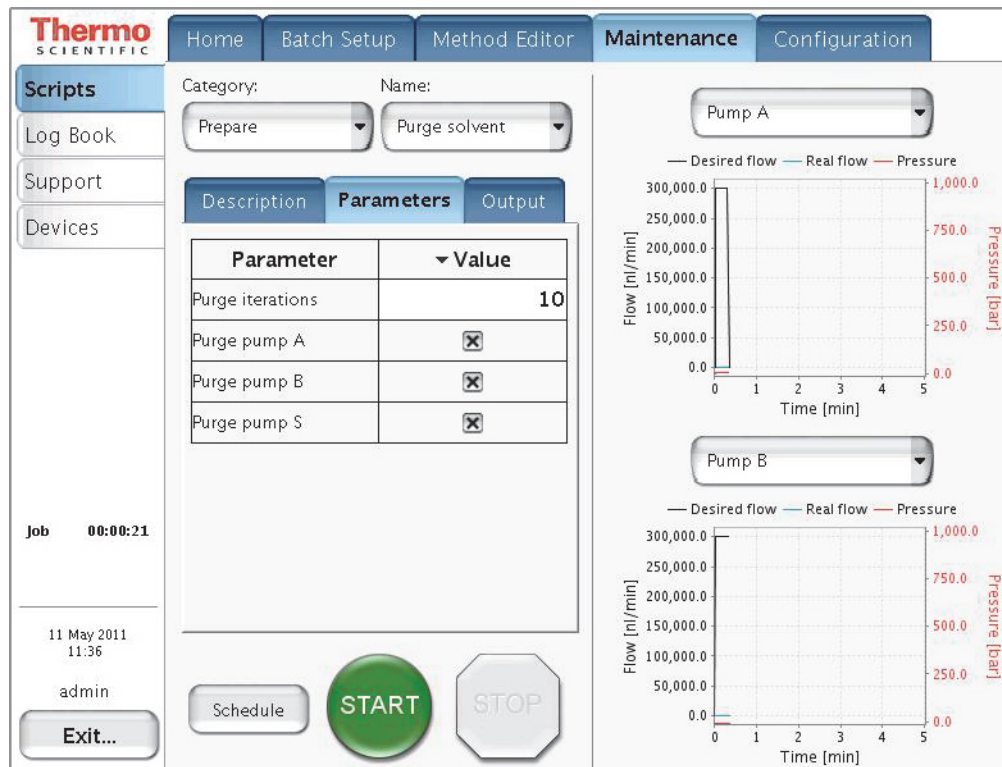 Thermo
SCIENTIFIC
Home
Batch Setup
Method Editor
Maintenance
Configuration
Scripts
Log Book
Support
Devices
Job 00:00:21
11 May 2011
11:36
admin
Exit...
Category:
Name:
Prepare
Purge solvent
Description
Parameters
Output
Parameter
Value
Purge iterations
10
Purge pump A
Purge pump B
Purge pump S
Schedule
START
STOP
Pump A
Desired flow
Real flow
Pressure
Flow [nl/min]
300,000.0
250,000.0
200,000.0
150,000.0
100,000.0
50,000.0
0.0
1,000.0
750.0
500.0
250.0
0.0
Pressure [bar]
0 1 2 3 4 5
Time [min]
Pump B
Desired flow
Real flow
Pressure
Flow [nl/min]
300,000.0
250,000.0
200,000.0
150,000.0
100,000.0
50,000.0
0.0
1,000.0
750.0
500.0
250.0
0.0
Pressure [bar]
0 1 2 3 4 5
Time [min]